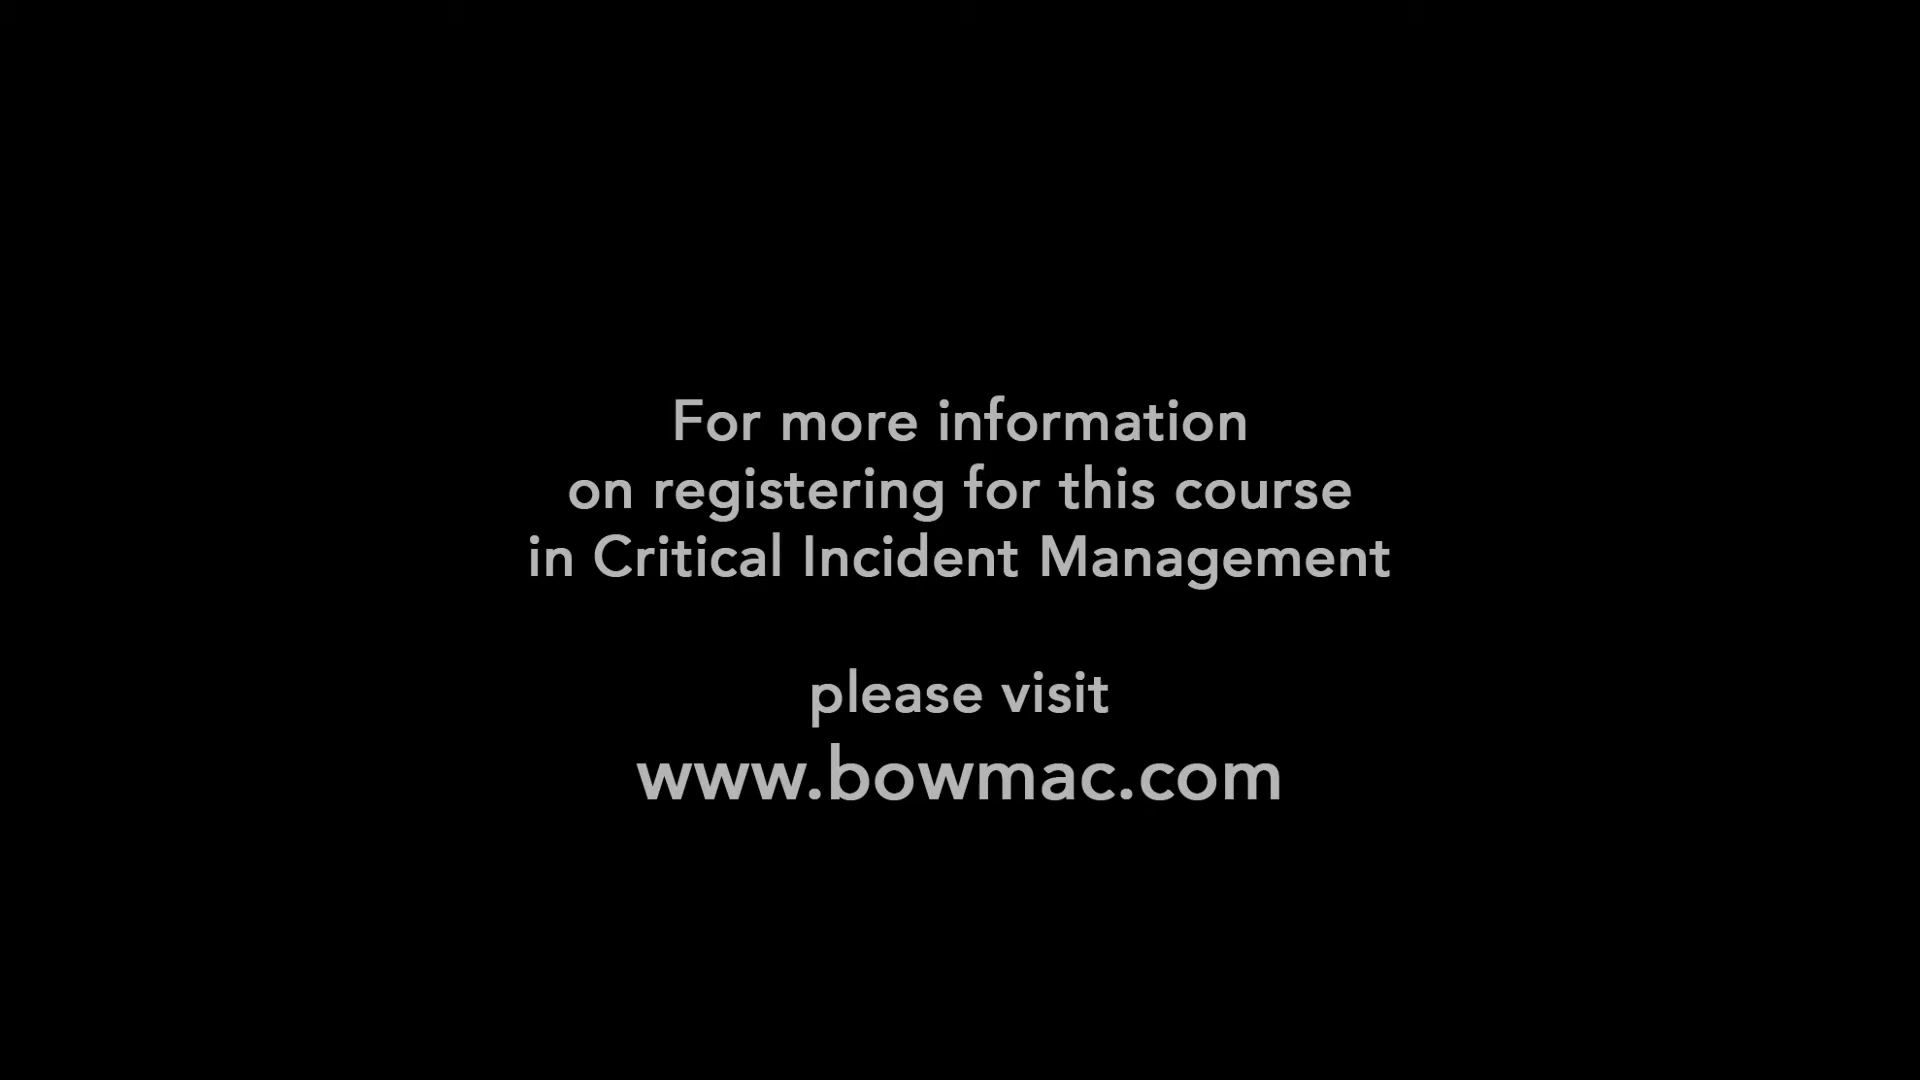 For more information
on registering for this course
in Critical Incident Management
please visit
www.bowmac.com